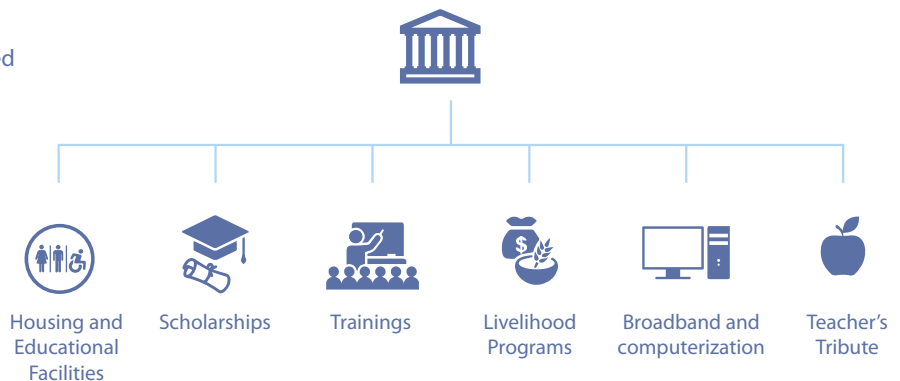 Housing and
Educational
Facilities
Scholarships
Trainings
$
Livelihood
Programs
Broadband and
computerization
Teacher's
Tribute